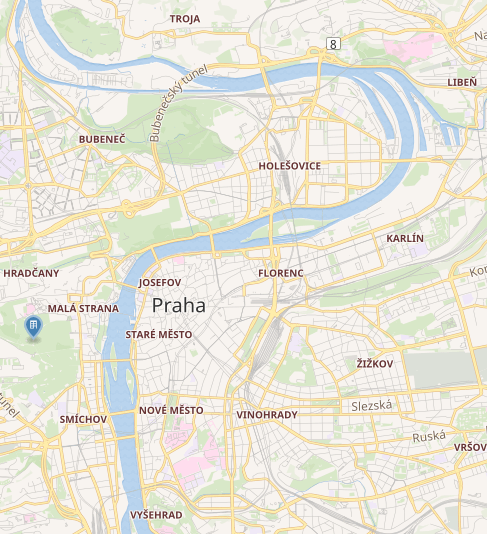 TROJA
8
Na
Bubenečský tunel
LIBEŇ
BUBENEČ
HOLEŠOVICE
KARLÍN
HRADČANY
FLORENC
Kon
JOSEFOV
MALÁ STRANA
Praha
STARÉ MĚSTO
ŽIŽKOV
tunel
Slezská
SMÍCHOV
NOVÉ MĚSTO
VINOHRADY
Ruská
VRŠOV
VYŠEHRAD